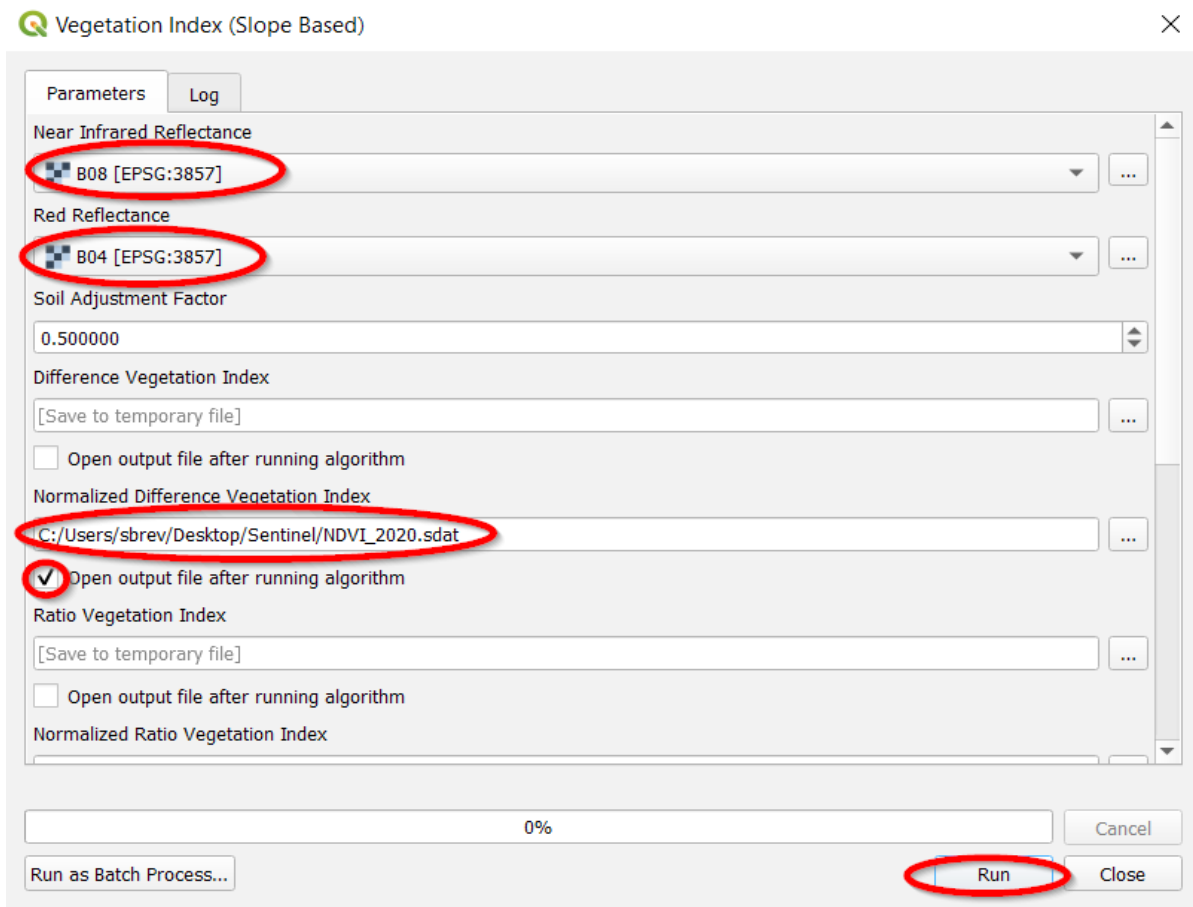 Vegetation Index (Slope Based)
Parameters
Log
Near Infrared Reflectance
B08 [EPSG:3857]
...
Red Reflectance
B04 [EPSG:3857]
...
Soil Adjustment Factor
0.500000
Difference Vegetation Index
[Save to temporary file]
...
Open output file after running algorithm
Normalized Difference Vegetation Index
C:/Users/sbrev/Desktop/Sentinel/NDVI_2020.sdat
...
Open output file after running algorithm
Ratio Vegetation Index
[Save to temporary file]
...
Open output file after running algorithm
Normalized Ratio Vegetation Index
0%
Cancel
Run as Batch Process...
Run
Close